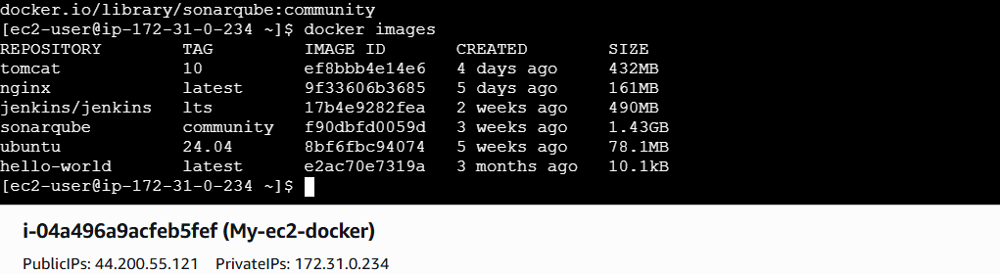 docker.io/library/sonarqube:community
[ec2-user@ip-172-31-0-234 ~]$ docker images
REPOSITORY TAG IMAGE ID CREATED SIZE
tomcat 10 ef8bbb4e14e6 4 days ago 432MB
nginx latest 9f33606b3685 5 days ago 161MB
jenkins/jenkins lts 17b4e9282fea 2 weeks ago 490MB
sonarqube community f90dbfd0059d 3 weeks ago 1.43GB
ubuntu 24.04 8bf6fbc94074 5 weeks ago 78.1MB
hello-world latest e2ac70e7319a 3 months ago 10.1kB
[ec2-user@ip-172-31-0-234 ~]$
i-04a496a9acfeb5fef (My-ec2-docker)
PublicIPs: 44.200.55.121 PrivateIPs: 172.31.0.234